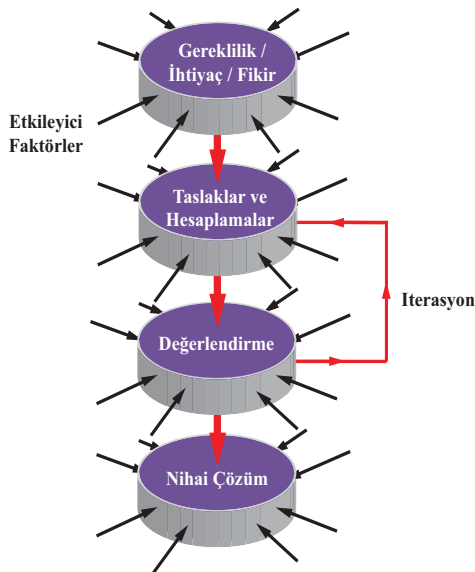 Gereklilik /
İhtiyaç / Fikir
Etkileyici
Faktörler
Taslaklar ve
Hesaplamalar
Iterasyon
Değerlendirme
Nihai Çözüm